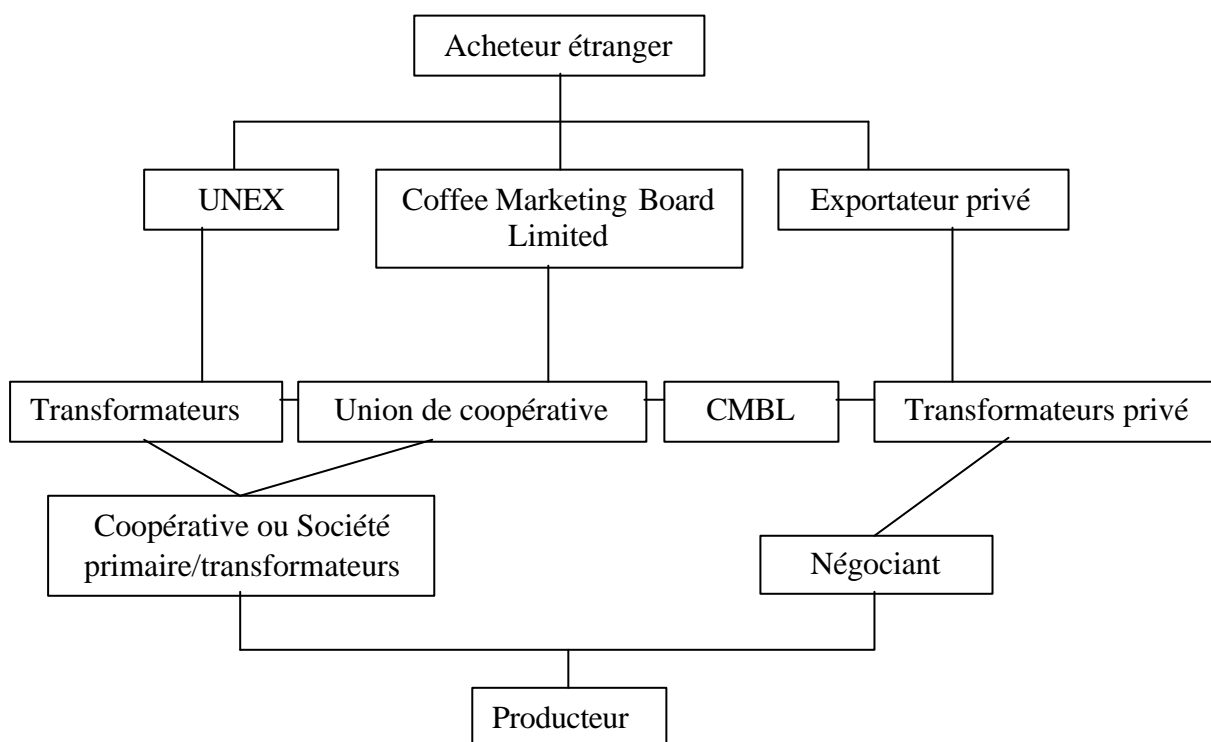 Acheteur étranger
UNEX
Coffee Marketing Board
Limited
Exportateur privé
Transformateurs
Union de coopérative
CMBL
Transformateurs privé
Coopérative ou Société
primaire/transformateurs
Négociant
Producteur